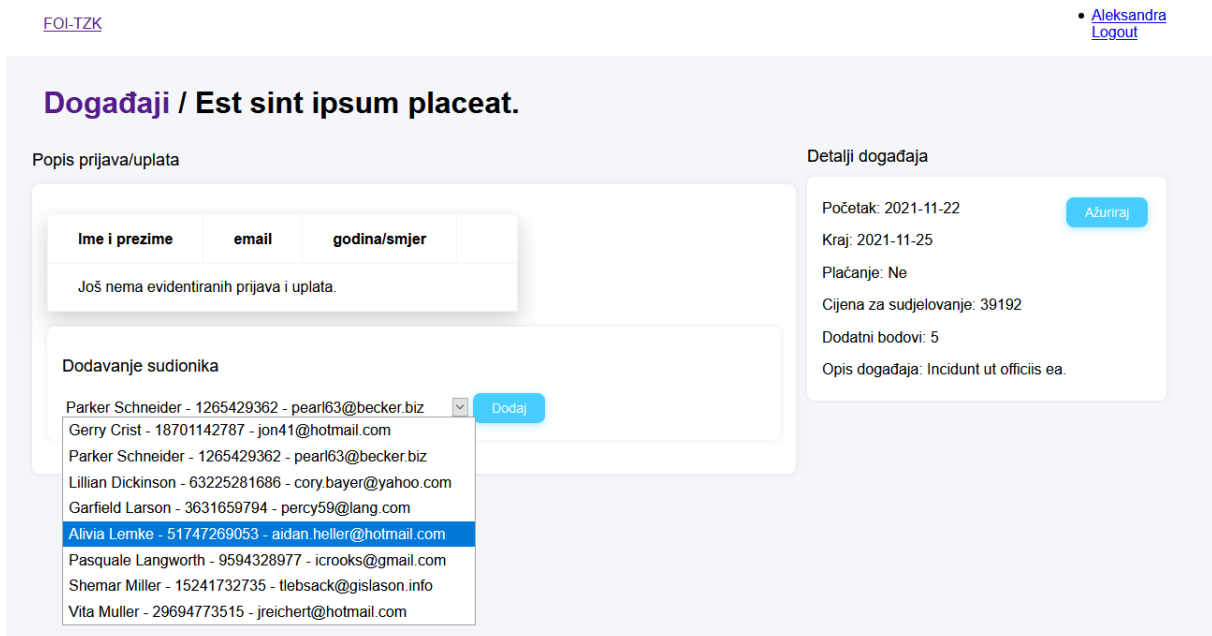 FOI-TZK
Aleksandra
Logout
Događaji / Est sint ipsum placeat.
Popis prijava/uplata
Ime i prezime email godina/smjer
Još nema evidentiranih prijava i uplata.
Dodavanje sudionika
Parker Schneider - 1265429362 - pearl63@becker.biz Dodaj
Gerry Crist - 18701142787 - jon41@hotmail.com
Parker Schneider - 1265429362 - pearl63@becker.biz
Lillian Dickinson - 63225281686 - cory.bayer@yahoo.com
Garfield Larson - 3631659794 - percy59@lang.com
Alivia Lemke - 51747269053 - aidan.heller@hotmail.com
Pasquale Langworth - 9594328977 - icrooks@gmail.com
Shemar Miller - 15241732735 - tlebsack@gislason.info
Vita Muller - 29694773515 - jreichert@hotmail.com
Detalji događaja
Početak: 2021-11-22 Ažuriraj
Kraj: 2021-11-25
Plaćanje: Ne
Cijena za sudjelovanje: 39192
Dodatni bodovi: 5
Opis događaja: Incidunt ut officiis ea.